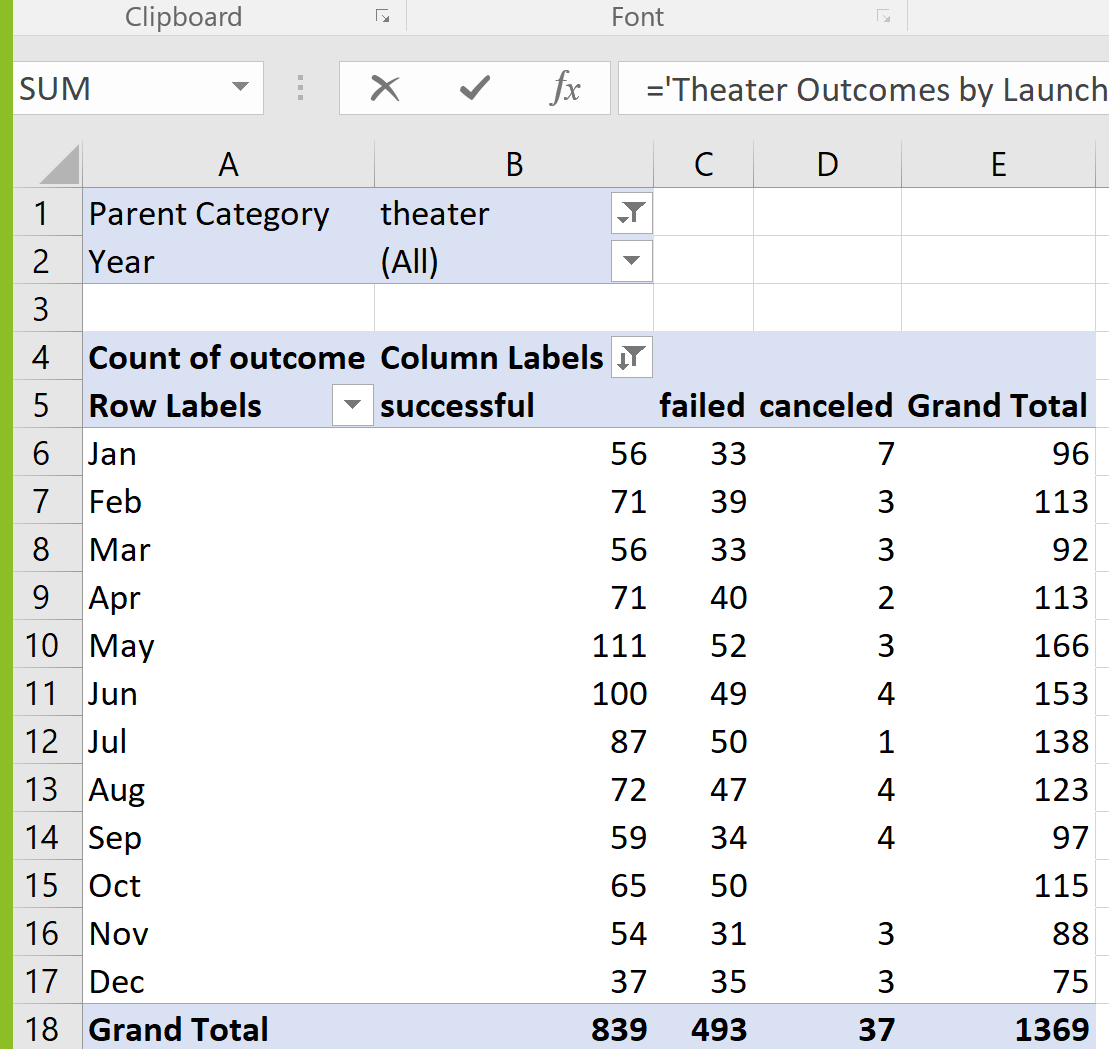 Clipboard Font
SUM fx ='Theater Outcomes by Launch
A B C D E
1 Parent Category theater
2 Year (All)
3
4 Count of outcome Column Labels
5 Row Labels successful failed canceled Grand Total
6 Jan 56 33 7 96
7 Feb 71 39 3 113
8 Mar 56 33 3 92
9 Apr 71 40 2 113
10 May 111 52 3 166
11 Jun 100 49 4 153
12 Jul 87 50 1 138
13 Aug 72 47 4 123
14 Sep 59 34 4 97
15 Oct 65 50 115
16 Nov 54 31 3 88
17 Dec 37 35 3 75
18 Grand Total 839 493 37 1369